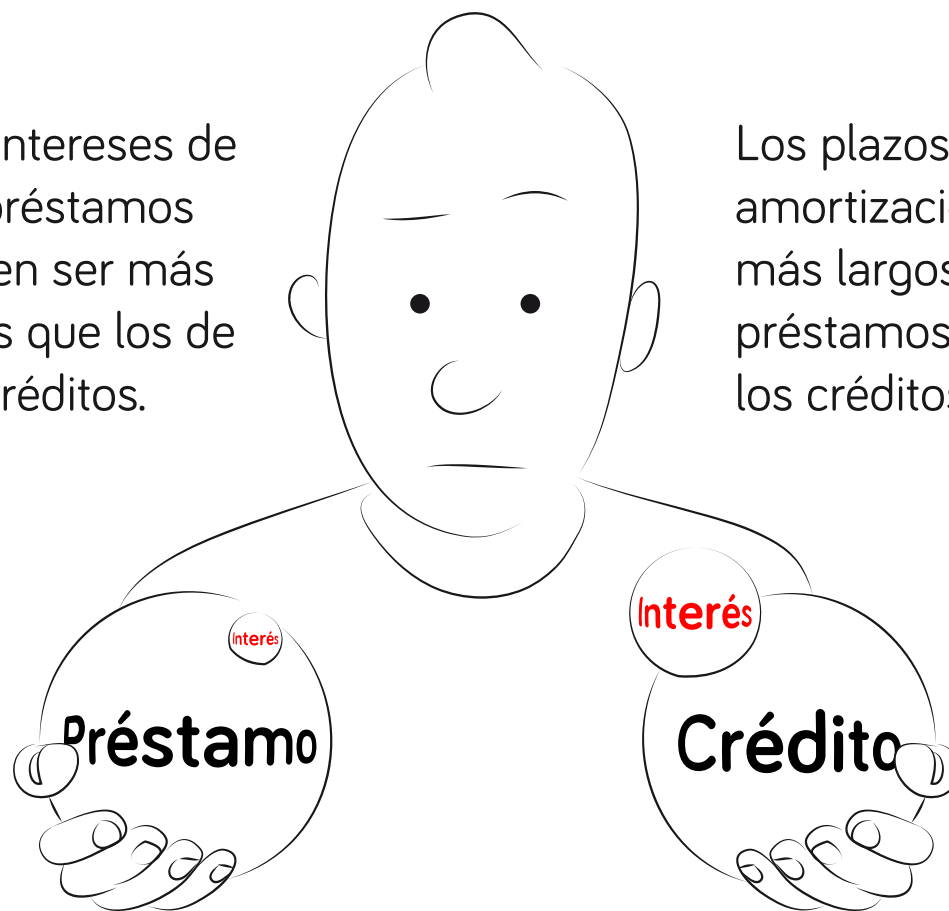 ntereses de
réstamos
en ser más
s que los de
réditos.
Los plazos
amortizaci
más largos
préstamos
los créditos
Interés
Interés
Préstamo
Crédito